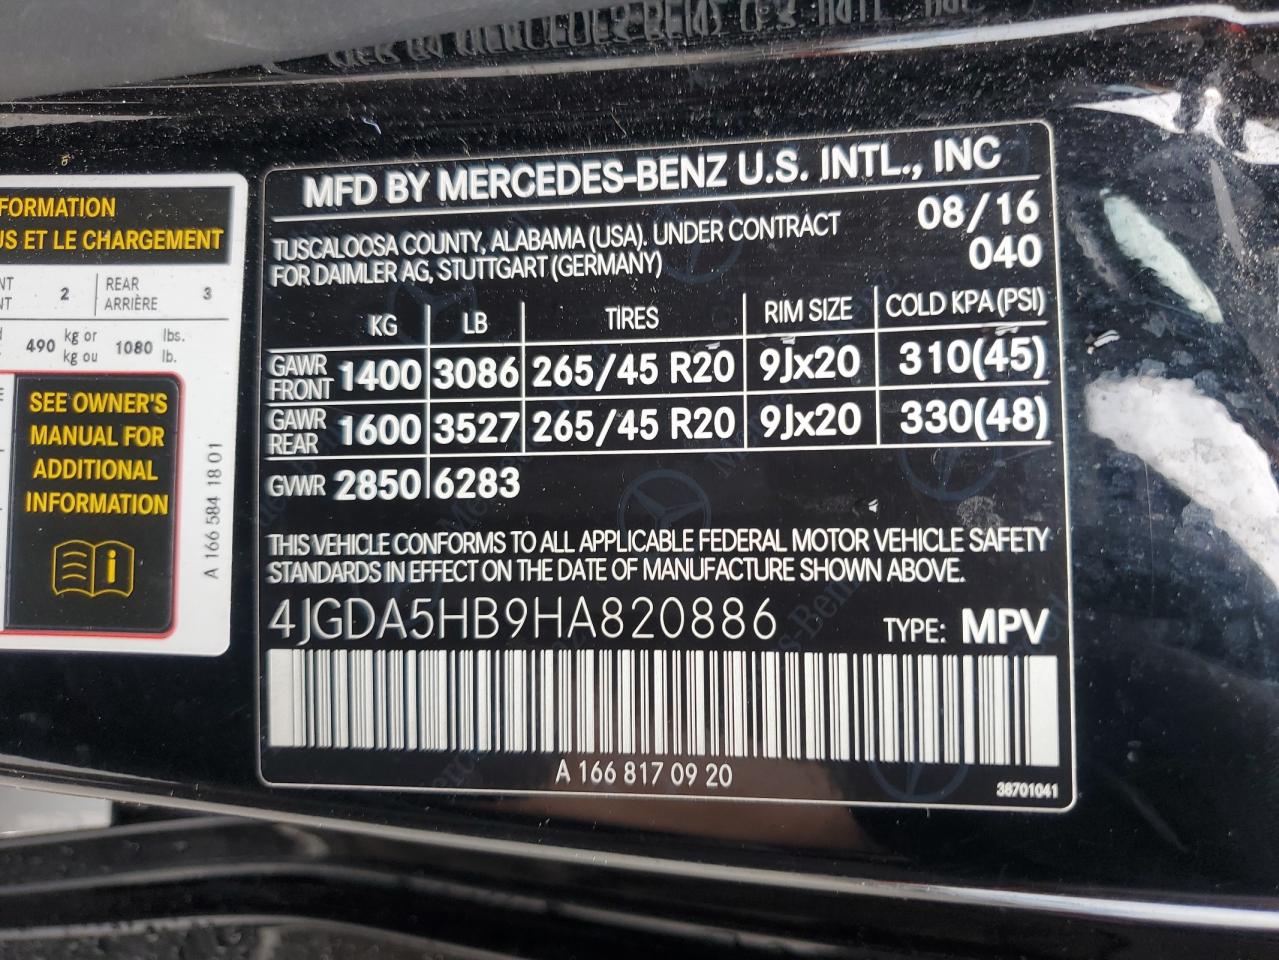 MFD BY MERCEDES-BENZ U.S. INTL., INC
TUSCALOOSA COUNTY, ALABAMA (USA). UNDER CONTRACT
FOR DAIMLER AG, STUTTGART (GERMANY)
08/16
040
KG LB TIRES RIM SIZE COLD KPA (PSI)
GAWR FRONT 1400 3086 265/45 R20 9Jx20 310(45)
GAWR REAR 1600 3527 265/45 R20 9Jx20 330(48)
GVWR 2850 6283
THIS VEHICLE CONFORMS TO ALL APPLICABLE FEDERAL MOTOR VEHICLE SAFETY
STANDARDS IN EFFECT ON THE DATE OF MANUFACTURE SHOWN ABOVE.
4JGDA5HB9HA820886 TYPE: MPV
A 166 817 09 20
38701041
ET LE CHARGEMENT
2 REAR 3
ARRIÈRE
490 kg or 1080 lbs.
kg ou lb.
SEE OWNER'S
MANUAL FOR
ADDITIONAL
INFORMATION
A 166 584 18 01